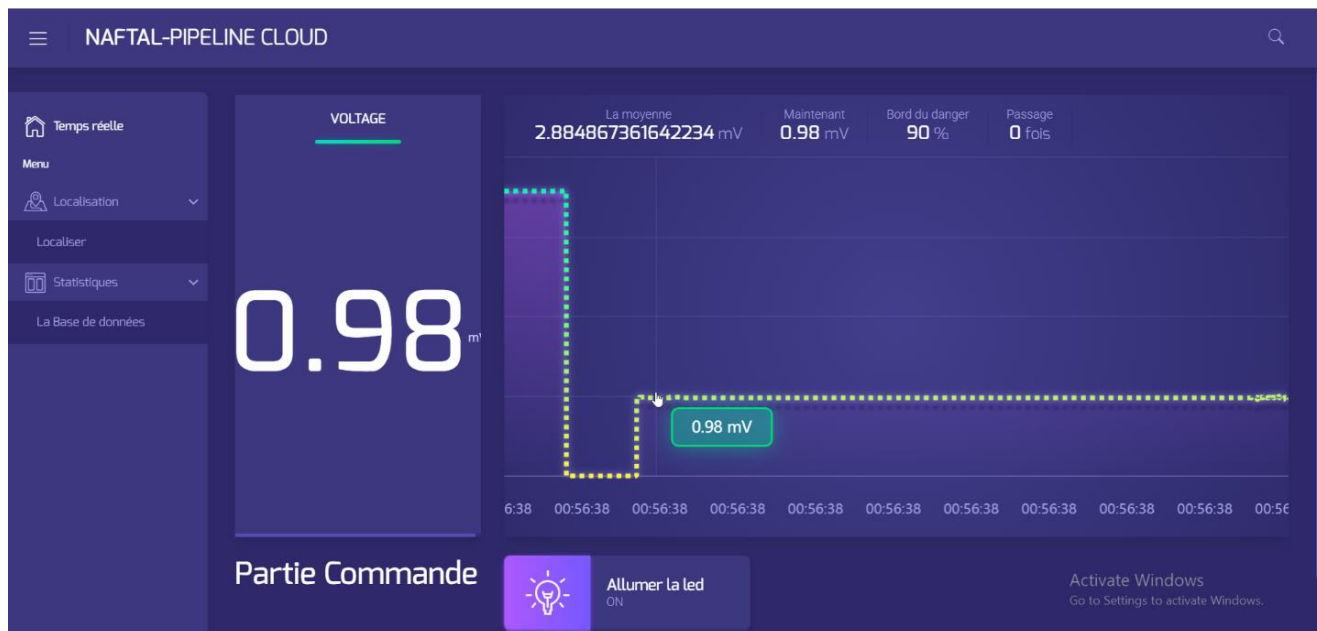 NAFTAL-PIPELINE CLOUD
Temps réelle
Menu
Localisation
Localiser
Statistiques
La Base de données
VOLTAGE
0.98 m
La moyenne
2.884867361642234 mV
Maintenant
0.98 mV
Bord du danger
90 %
Passage
0 fois
0.98 mV
6:38 00:56:38 00:56:38 00:56:38 00:56:38 00:56:38 00:56:38 00:56:38 00:56:38 00:56:38 00:56
Partie Commande
Allumer la led
ON
Activate Windows
Go to Settings to activate Windows.